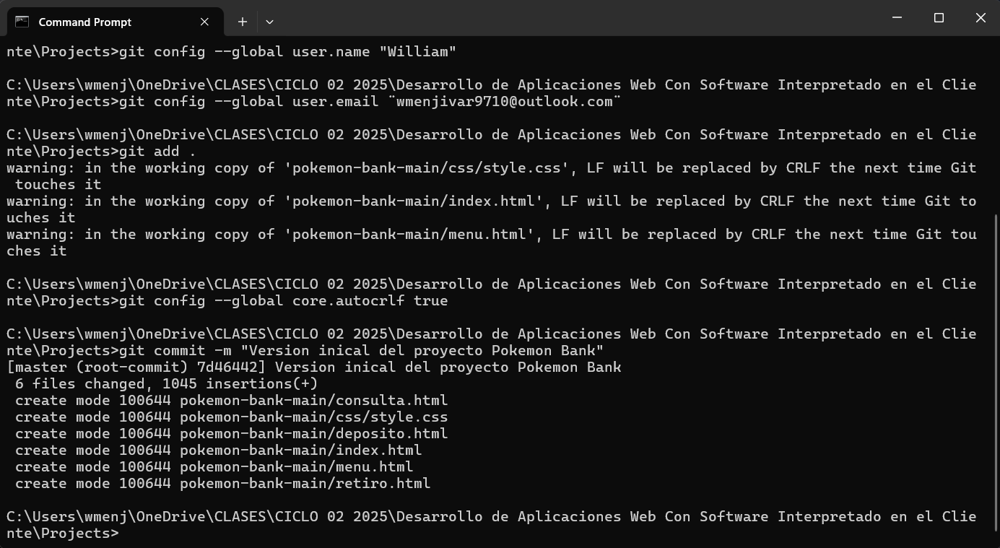 Command Prompt
nte\Projects>git config --global user.name "William"
C:\Users\wmenj\OneDrive\CLASES\CICLO 02 2025\Desarrollo de Aplicaciones Web Con Software Interpretado en el Clie
nte\Projects>git config --global user.email ¨wmenjivar9710@outlook.com¨
C:\Users\wmenj\OneDrive\CLASES\CICLO 02 2025\Desarrollo de Aplicaciones Web Con Software Interpretado en el Clie
nte\Projects>git add .
warning: in the working copy of 'pokemon-bank-main/css/style.css', LF will be replaced by CRLF the next time Git
 touches it
warning: in the working copy of 'pokemon-bank-main/index.html', LF will be replaced by CRLF the next time Git to
uches it
warning: in the working copy of 'pokemon-bank-main/menu.html', LF will be replaced by CRLF the next time Git tou
ches it
C:\Users\wmenj\OneDrive\CLASES\CICLO 02 2025\Desarrollo de Aplicaciones Web Con Software Interpretado en el Clie
nte\Projects>git config --global core.autocrlf true
C:\Users\wmenj\OneDrive\CLASES\CICLO 02 2025\Desarrollo de Aplicaciones Web Con Software Interpretado en el Clie
nte\Projects>git commit -m "Version inical del proyecto Pokemon Bank"
[master (root-commit) 7d46442] Version inical del proyecto Pokemon Bank
 6 files changed, 1045 insertions(+)
 create mode 100644 pokemon-bank-main/consulta.html
 create mode 100644 pokemon-bank-main/css/style.css
 create mode 100644 pokemon-bank-main/deposito.html
 create mode 100644 pokemon-bank-main/index.html
 create mode 100644 pokemon-bank-main/menu.html
 create mode 100644 pokemon-bank-main/retiro.html
C:\Users\wmenj\OneDrive\CLASES\CICLO 02 2025\Desarrollo de Aplicaciones Web Con Software Interpretado en el Clie
nte\Projects>